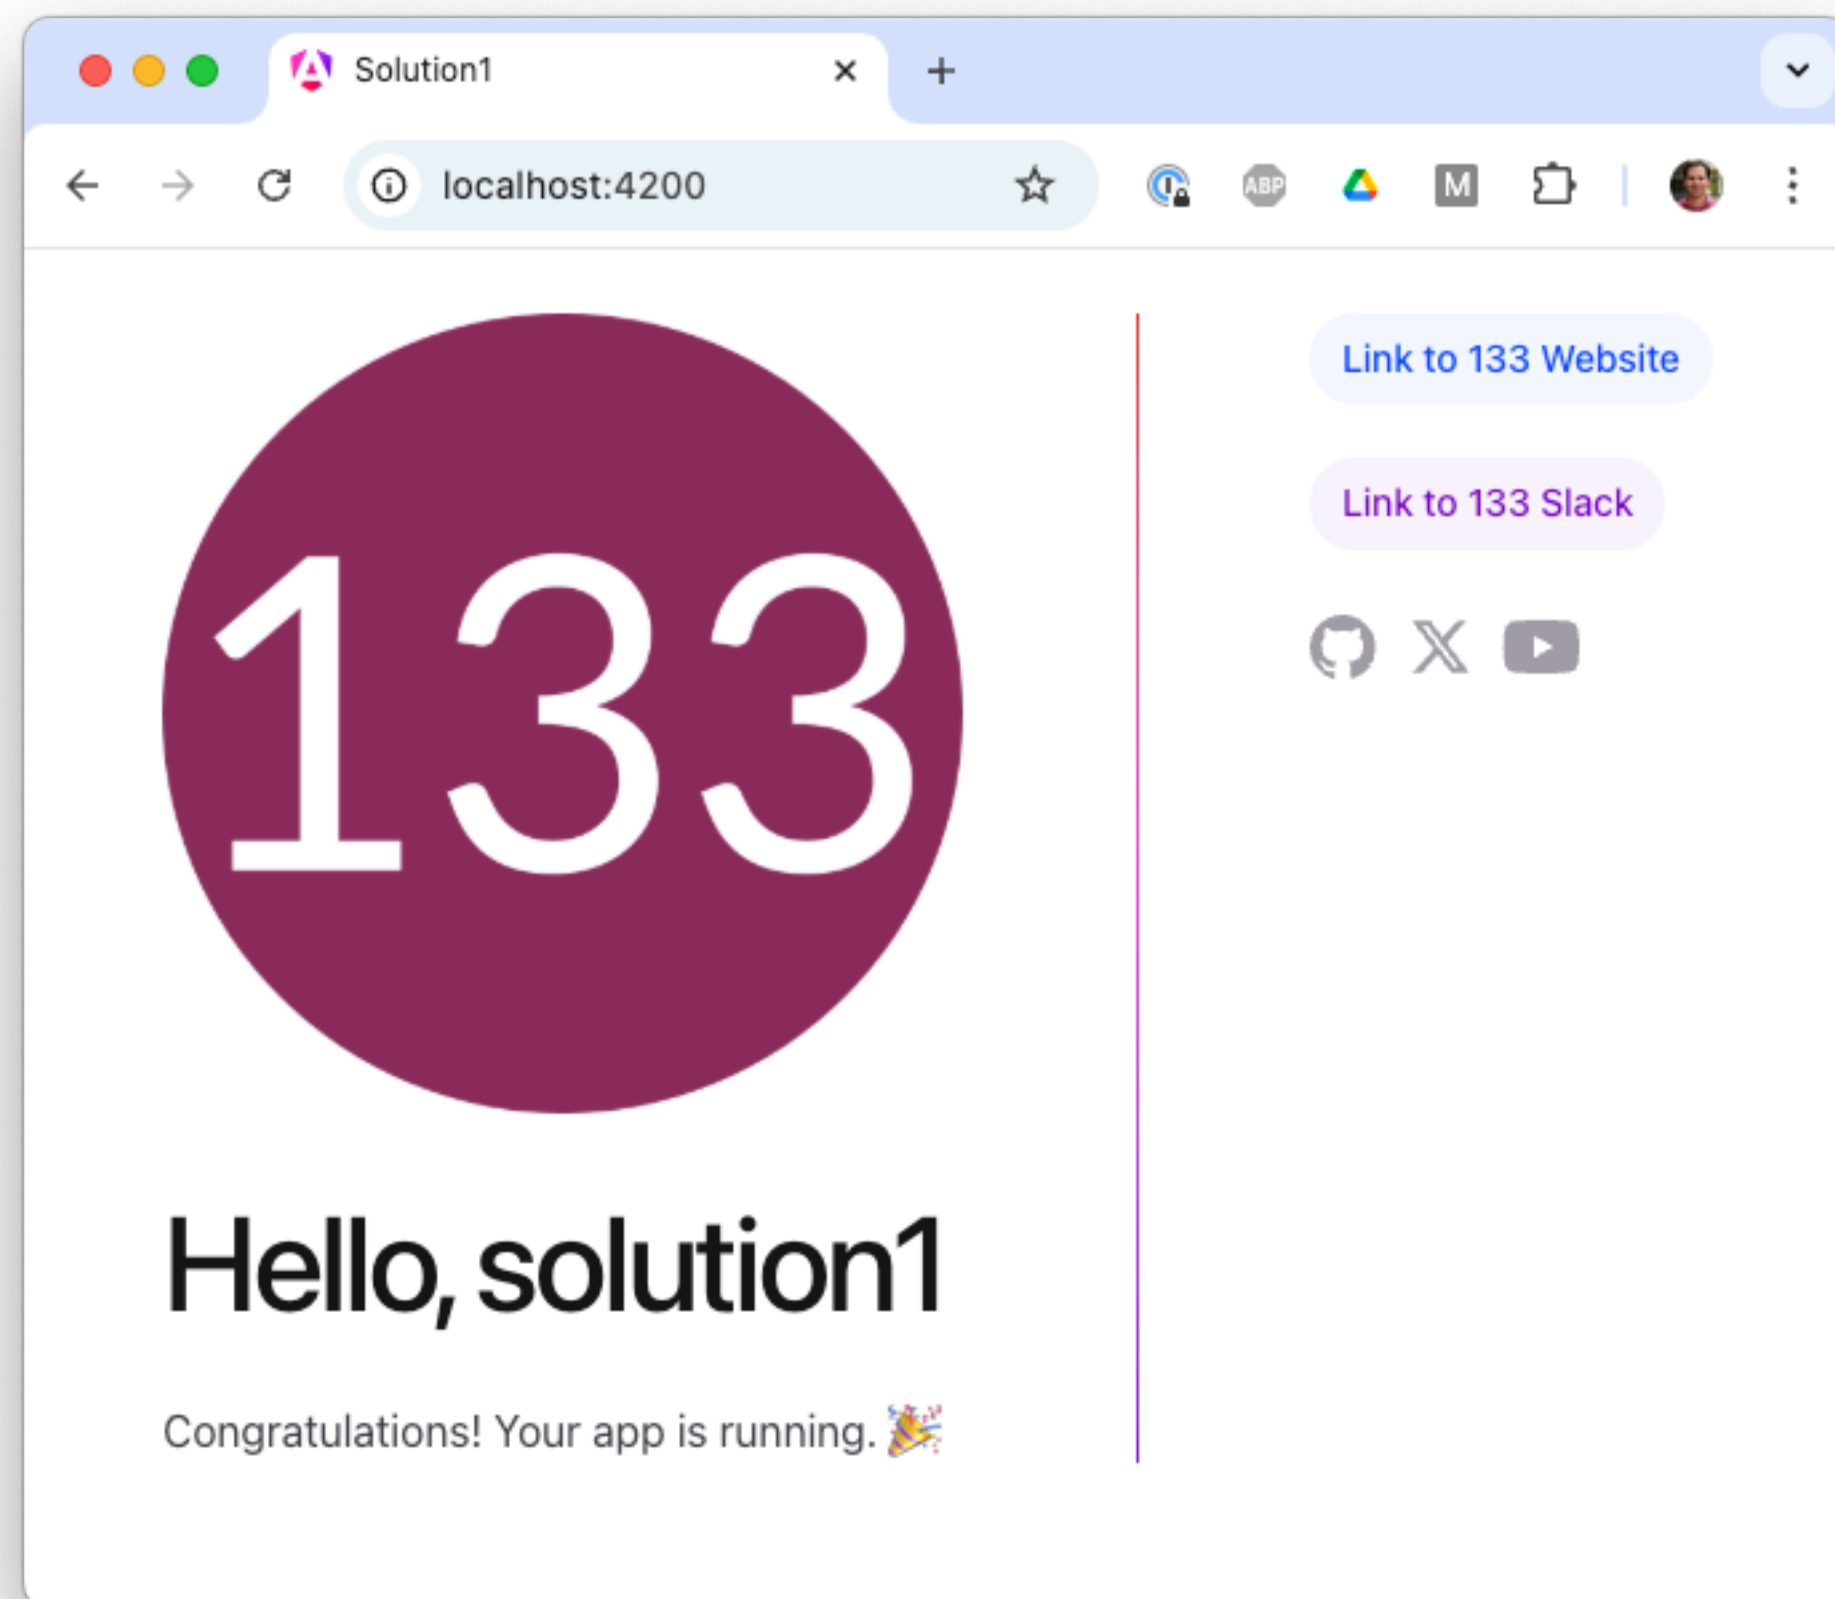 Solution1
localhost:4200
ABP
M
133
Hello, solution1
Congratulations! Your app is running. 🎉
Link to 133 Website
Link to 133 Slack